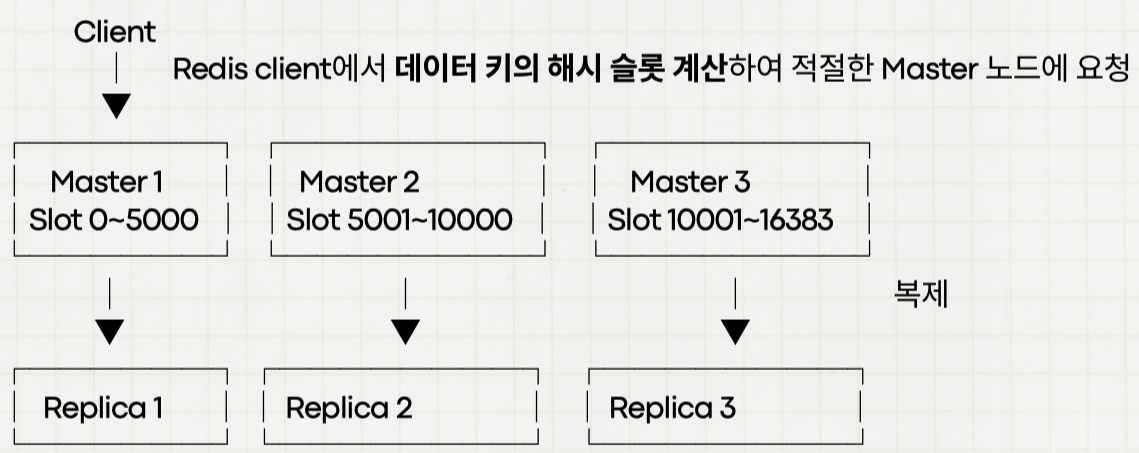 Client
Redis client에서 데이터 키의 해시 슬롯 계산하여 적절한 Master 노드에 요청
Master 1 Master 2 Master 3
Slot 0~5000 Slot 5001~10000 Slot 10001~16383
복제
Replica 1 Replica 2 Replica 3